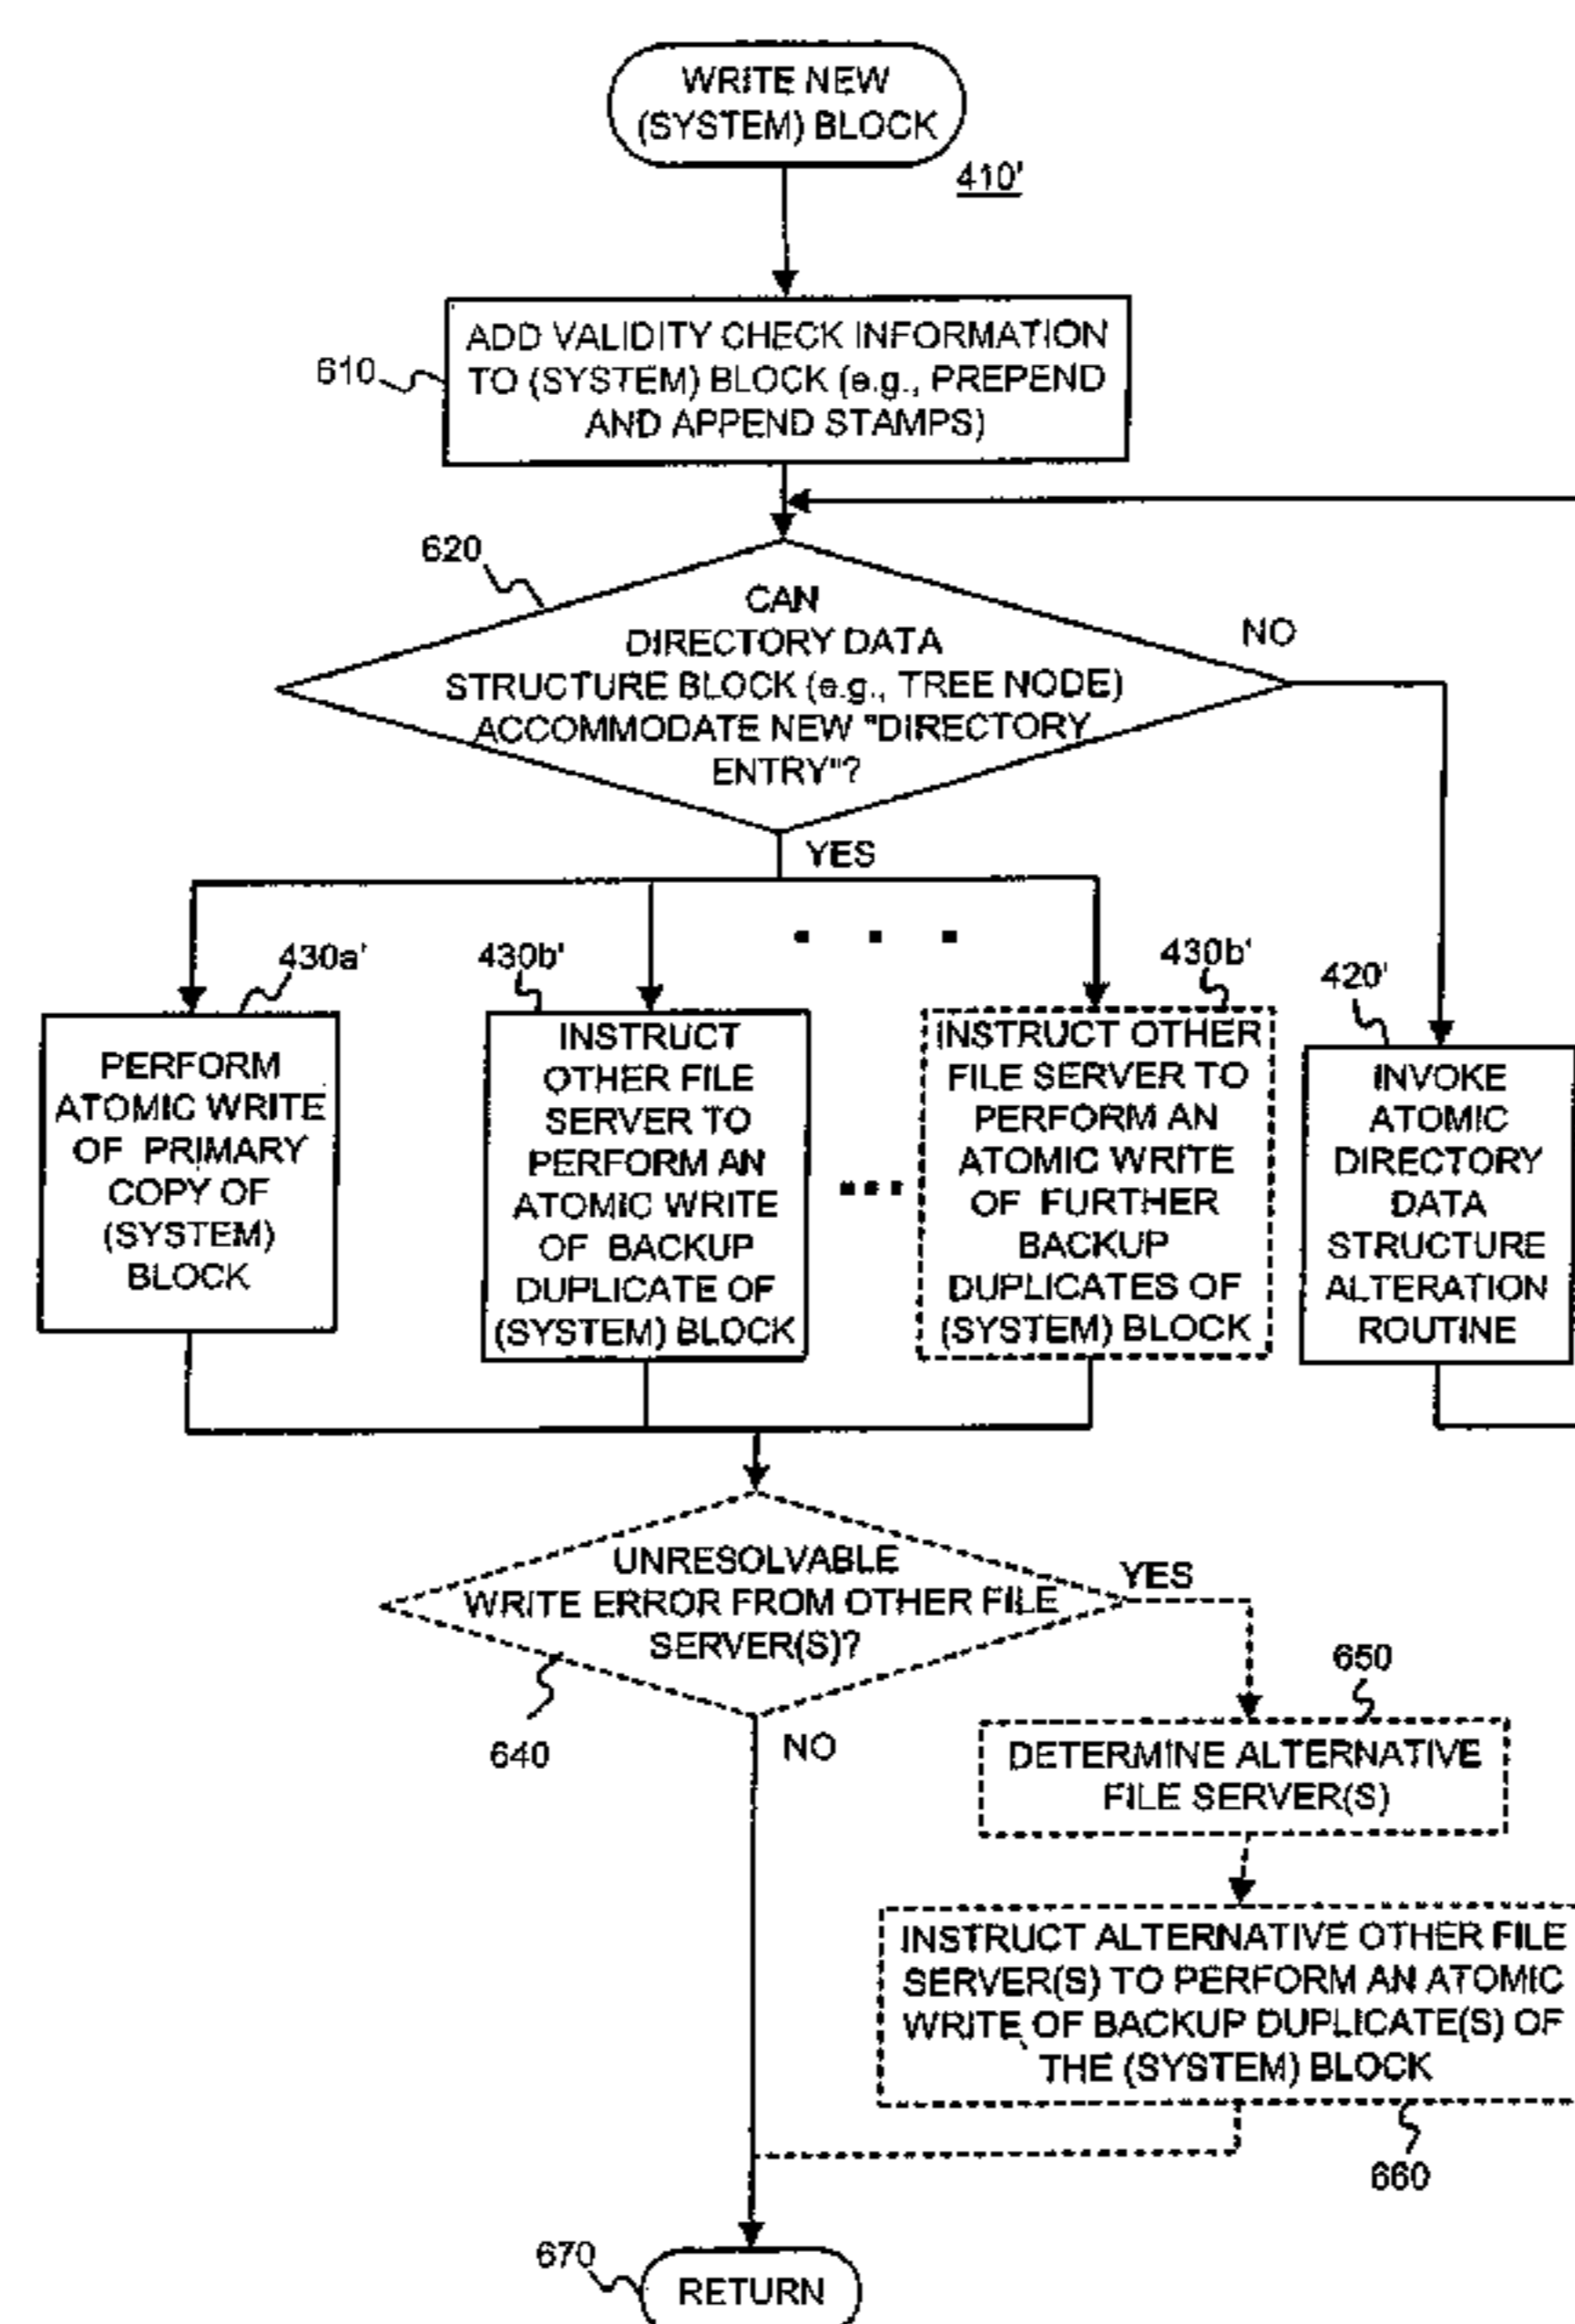 WRITE NEW
(SYSTEM) BLOCK
410'
610
ADD VALIDITY CHECK INFORMATION
TO (SYSTEM) BLOCK (e.g., PREPEND
AND APPEND STAMPS)
620
CAN
DIRECTORY DATA
STRUCTURE BLOCK (e.g., TREE NODE)
ACCOMMODATE NEW "DIRECTORY
ENTRY"?
NO
YES
430a'
PERFORM
ATOMIC WRITE
OF PRIMARY
COPY OF
(SYSTEM)
BLOCK
430b'
INSTRUCT
OTHER FILE
SERVER TO
PERFORM AN
ATOMIC WRITE
OF BACKUP
DUPLICATE OF
(SYSTEM) BLOCK
430b'
INSTRUCT OTHER
FILE SERVER TO
PERFORM AN
ATOMIC WRITE
OF FURTHER
BACKUP
DUPLICATES OF
(SYSTEM) BLOCK
420'
INVOKE
ATOMIC
DIRECTORY
DATA
STRUCTURE
ALTERATION
ROUTINE
UNRESOLVABLE
WRITE ERROR FROM OTHER FILE
SERVER(S)?
YES
640
NO
650
DETERMINE ALTERNATIVE
FILE SERVER(S)
INSTRUCT ALTERNATIVE OTHER FILE
SERVER(S) TO PERFORM AN ATOMIC
WRITE OF BACKUP DUPLICATE(S) OF
THE (SYSTEM) BLOCK
660
670
RETURN